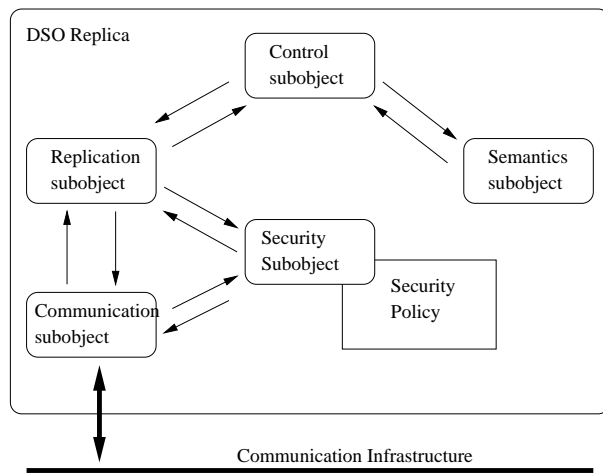 DSO Replica
Control
subobject
Replication
subobject
Semantics
subobject
Security
Subobject
Security
Policy
Communication
subobject
Communication Infrastructure